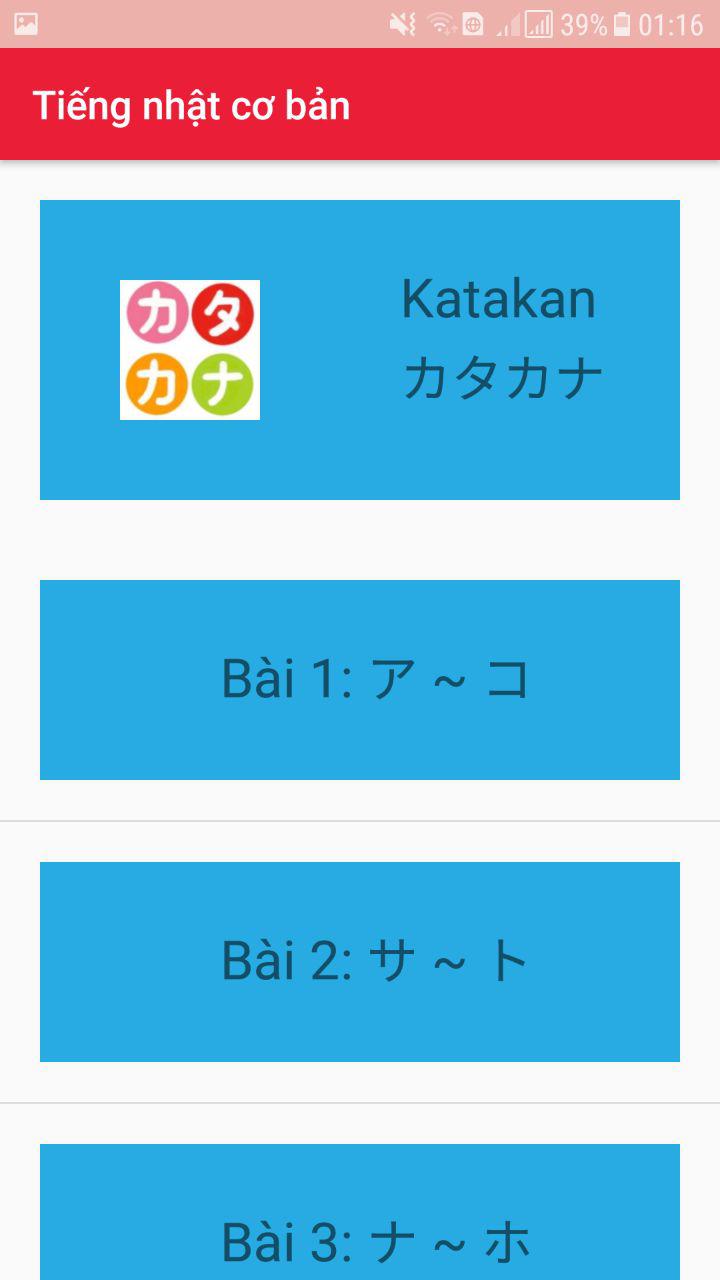 39% 01:16
Tiếng nhật cơ bản
カタ
カナ
Katakan
カタカナ
Bài 1: ア ~ コ
Bài 2: サ ~ ト
Bài 3: ナ ~ ホ